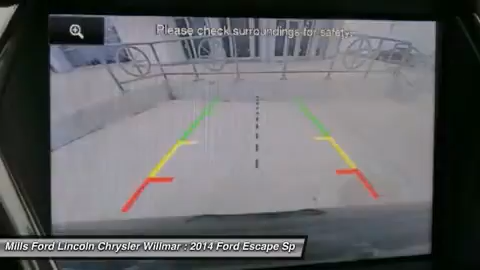 Please check surroundings for safety.
Mills Ford Lincoln Chrysler Willmar : 2014 Ford Escape Sp